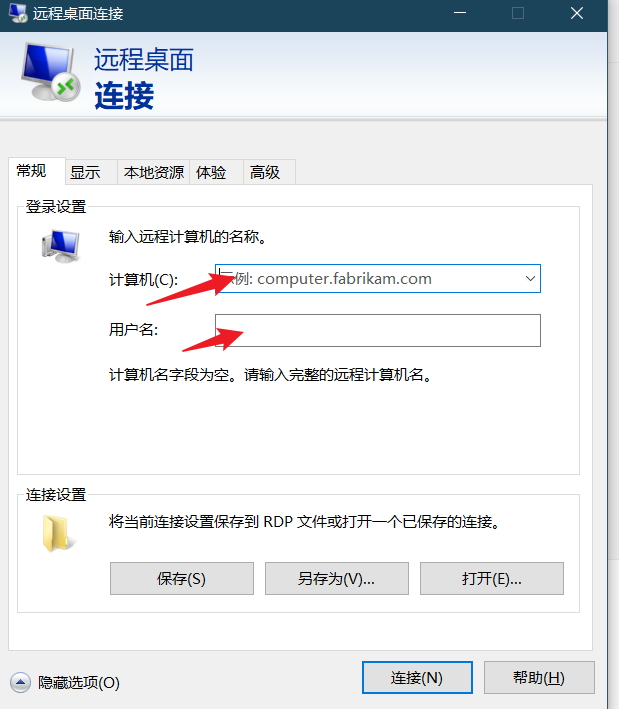 远程桌面连接
远程桌面
连接
常规 显示 本地资源 体验 高级
登录设置
输入远程计算机的名称。
计算机(C): 示例: computer.fabrikam.com
用户名:
计算机名字段为空。请输入完整的远程计算机名。
连接设置
将当前连接设置保存到 RDP 文件或打开一个已保存的连接。
保存(S) 另存为(V)... 打开(E)...
隐藏选项(O) 连接(N) 帮助(H)